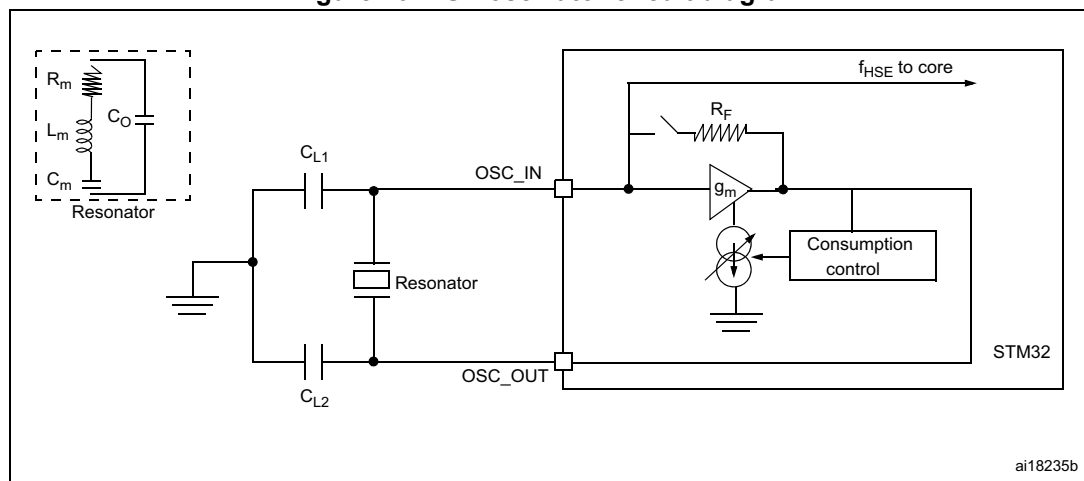 fHSE to core
Rm
RF
CO
Lm
CL1
OSC_IN
Cm
gm
Resonator
Consumption
control
Resonator
STM32
OSC_OUT
CL2
ai18235b